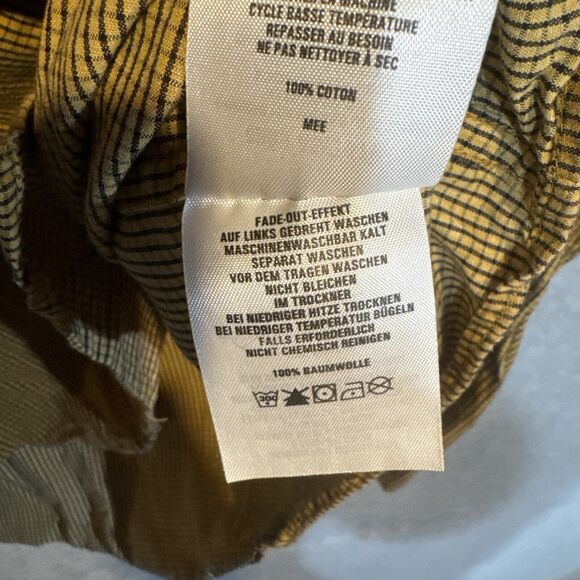 EN MACHINE
CYCLE BASSE TEMPÉRATURE
REPASSER AU BESOIN
NE PAS NETTOYER À SEC
100% COTON
MEE
FADE-OUT-EFFEKT
AUF LINKS GEDREHT WASCHEN
MASCHINENWASCHBAR KALT
SEPARAT WASCHEN
VOR DEM TRAGEN WASCHEN
NICHT BLEICHEN
IM TROCKNER
BEI NIEDRIGER HITZE TROCKNEN
BEI NIEDRIGER TEMPERATUR BÜGELN
FALLS ERFORDERLICH
NICHT CHEMISCH REINIGEN
100% BAUMWOLLE